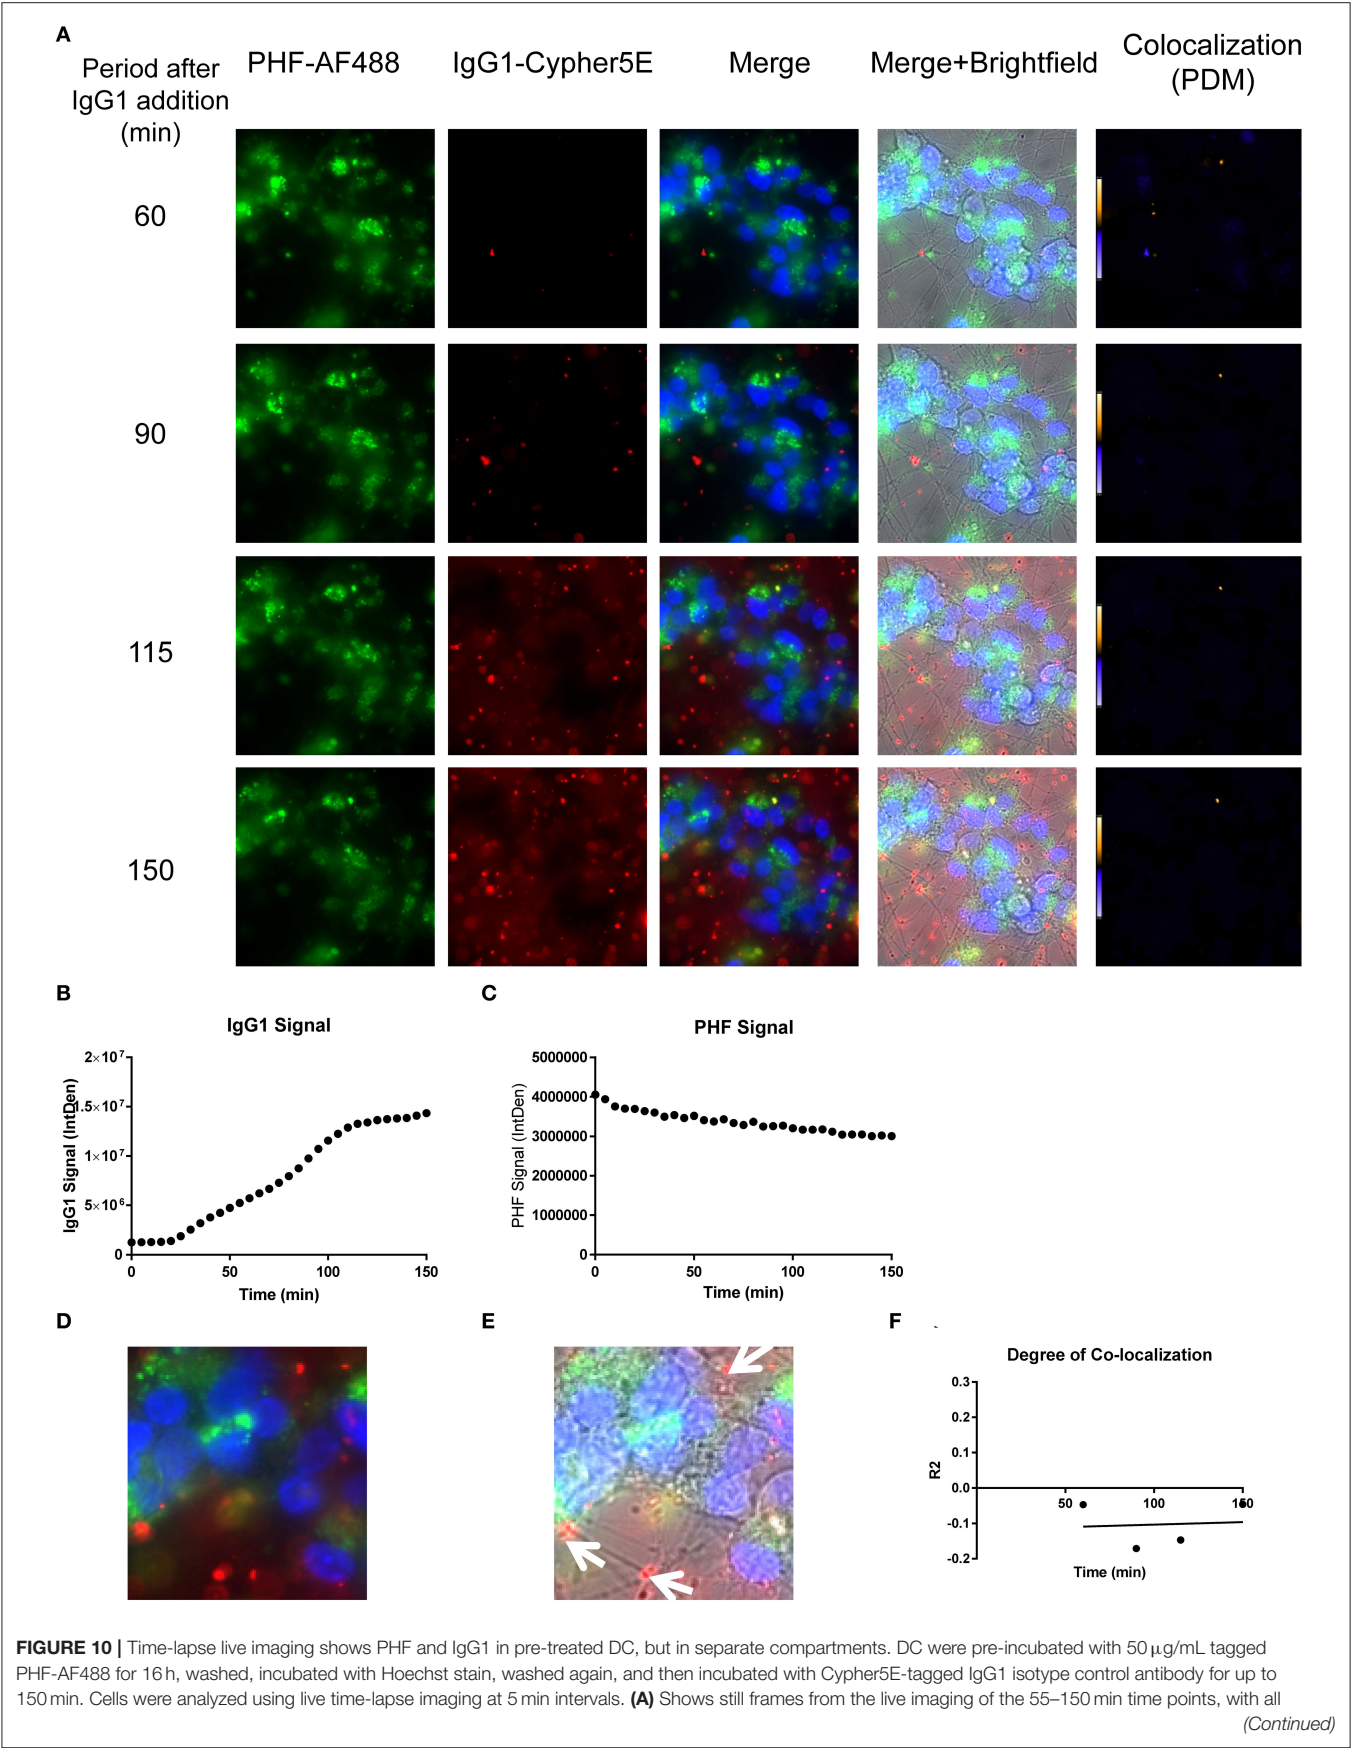 A
Period after
IgG1 addition
(min)
PHF-AF488
IgG1-Cypher5E
Merge
Merge+Brightfield
Colocalization
(PDM)
60
90
115
150
B
IgG1 Signal
IgG1 Signal (IntDen)
2×10⁷
1.5×10⁷
1×10⁷
5×10⁶
0
0 50 100 150
Time (min)
C
PHF Signal
PHF Signal (IntDen)
5000000
4000000
3000000
2000000
1000000
0
0 50 100 150
Time (min)
D
E
F
Degree of Co-localization
R2
0.3
0.2
0.1
0.0
-0.1
-0.2
50 100 150
Time (min)
FIGURE 10 | Time-lapse live imaging shows PHF and IgG1 in pre-treated DC, but in separate compartments. DC were pre-incubated with 50 μg/mL tagged
PHF-AF488 for 16 h, washed, incubated with Hoechst stain, washed again, and then incubated with Cypher5E-tagged IgG1 isotype control antibody for up to
150 min. Cells were analyzed using live time-lapse imaging at 5 min intervals. (A) Shows still frames from the live imaging of the 55–150 min time points, with all
(Continued)